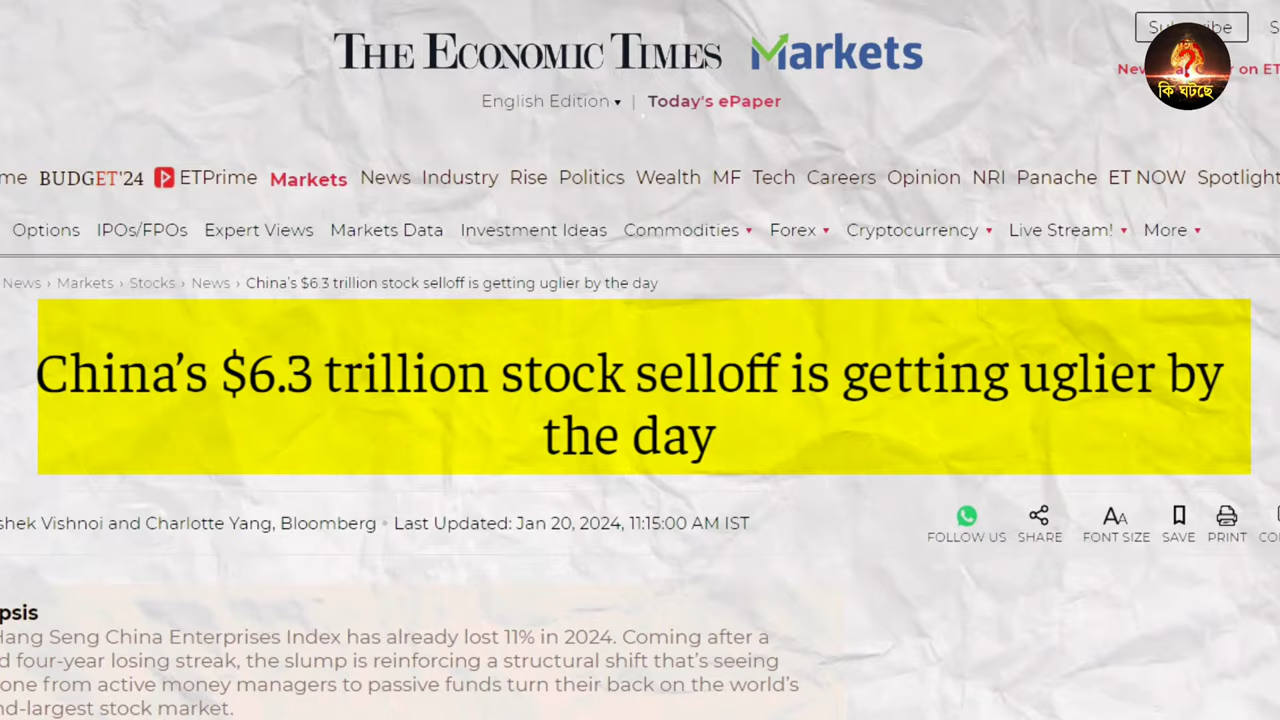 THE ECONOMIC TIMES Markets
English Edition | Today's ePaper
কি ঘটছে
on ET
BUDGET'24 ETPrime Markets News Industry Rise Politics Wealth MF Tech Careers Opinion NRI Panache ET NOW Spotlight
Options IPOs/FPOs Expert Views Markets Data Investment Ideas Commodities Forex Cryptocurrency Live Stream! More
News › Markets › Stocks › News › China's $6.3 trillion stock selloff is getting uglier by the day
China's $6.3 trillion stock selloff is getting uglier by
the day
Vishnoi and Charlotte Yang, Bloomberg • Last Updated: Jan 20, 2024, 11:15:00 AM IST
FOLLOW US SHARE FONT SIZE SAVE PRINT
Hang Seng China Enterprises Index has already lost 11% in 2024. Coming after a
four-year losing streak, the slump is reinforcing a structural shift that's seeing
from active money managers to passive funds turn their back on the world's
stock market.